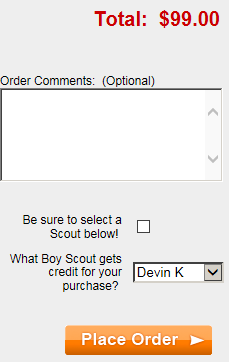 Total: $99.00
Order Comments: (Optional)
Be sure to select a
Scout below!
What Boy Scout gets
credit for your
purchase?
Devin K
Place Order